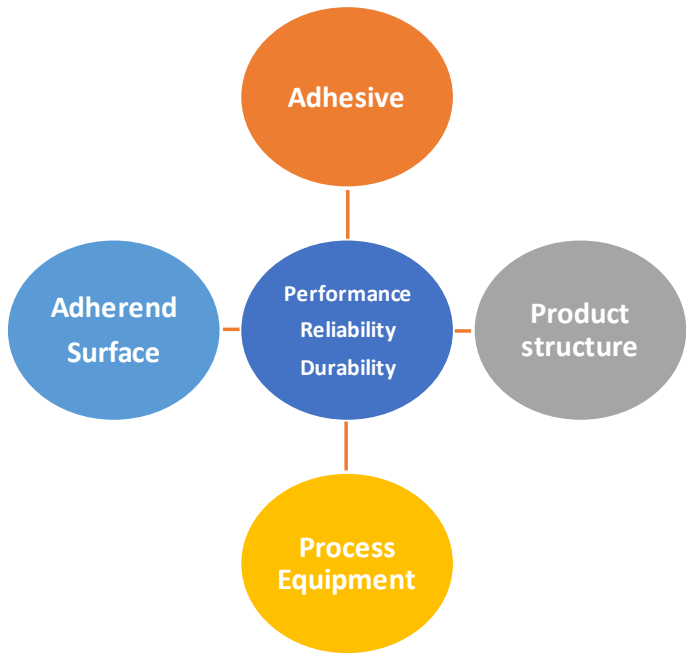 Adhesive
Adherend
Surface
Performance
Reliability
Durability
Product
structure
Process
Equipment